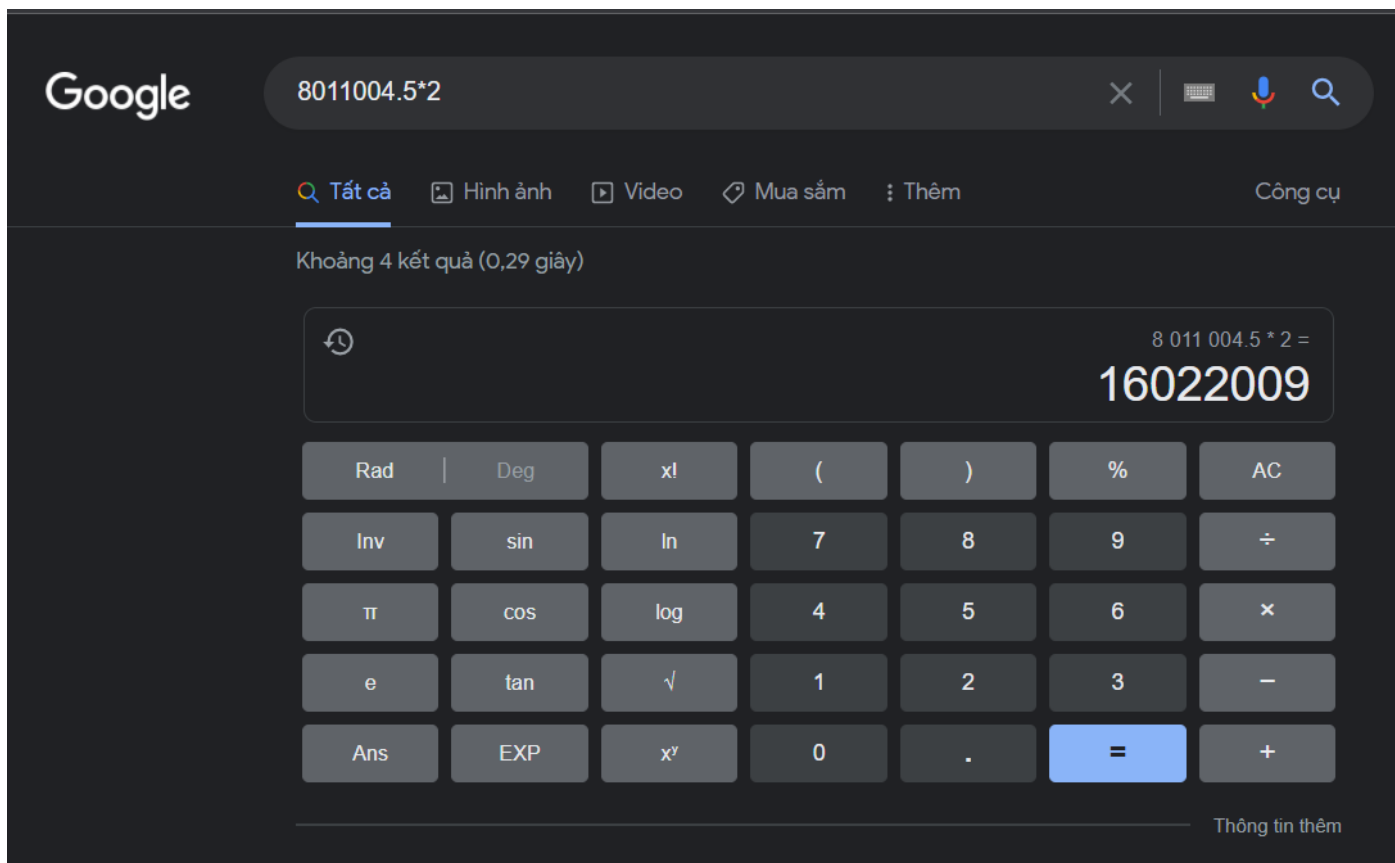 Google 8011004.5*2
Tất cả Hình ảnh Video Mua sắm Thêm Công cụ
Khoảng 4 kết quả (0,29 giây)
8 011 004.5 * 2 =
16022009
Rad Deg x! ( ) % AC
Inv sin ln 7 8 9 ÷
π cos log 4 5 6 ×
e tan √ 1 2 3 −
Ans EXP xʸ 0 . = +
Thông tin thêm